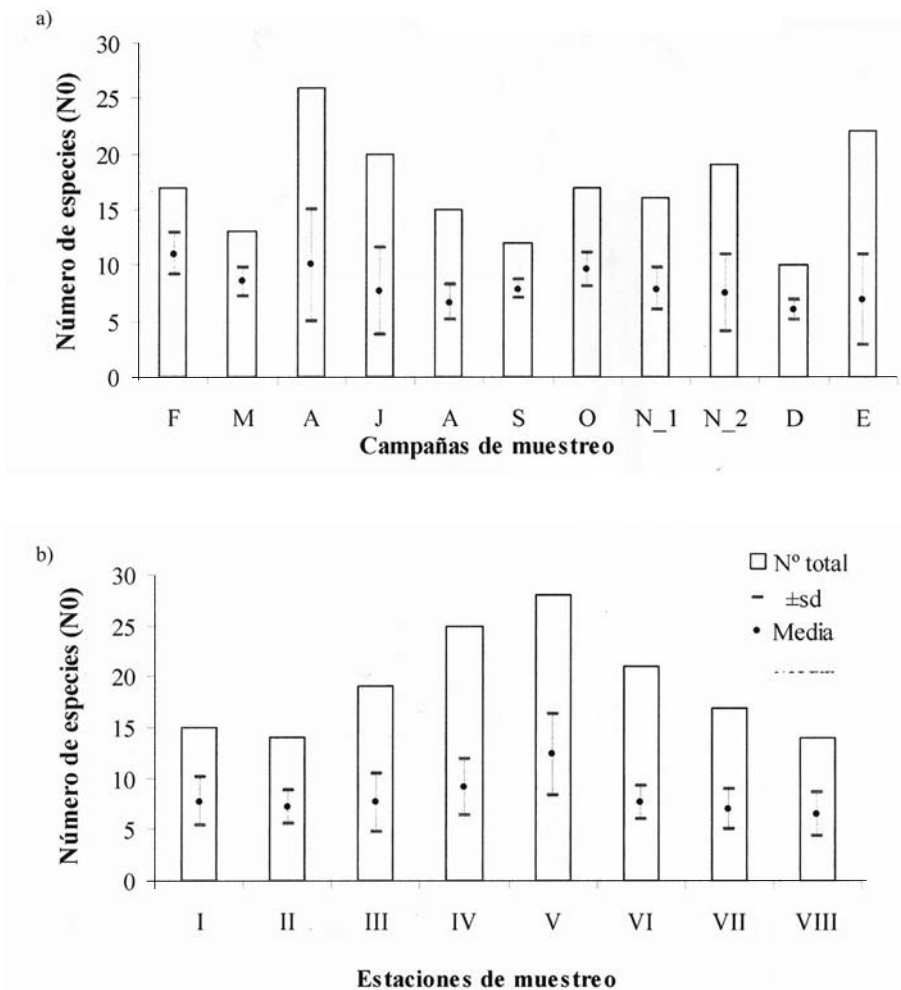 a)
Número de especies (N0)
30
25
20
15
10
5
0
F M A J A S O N_1 N_2 D E
Campañas de muestreo
b)
Número de especies (N0)
30
25
20
15
10
5
0
Nº total
±sd
Media
I II III IV V VI VII VIII
Estaciones de muestreo